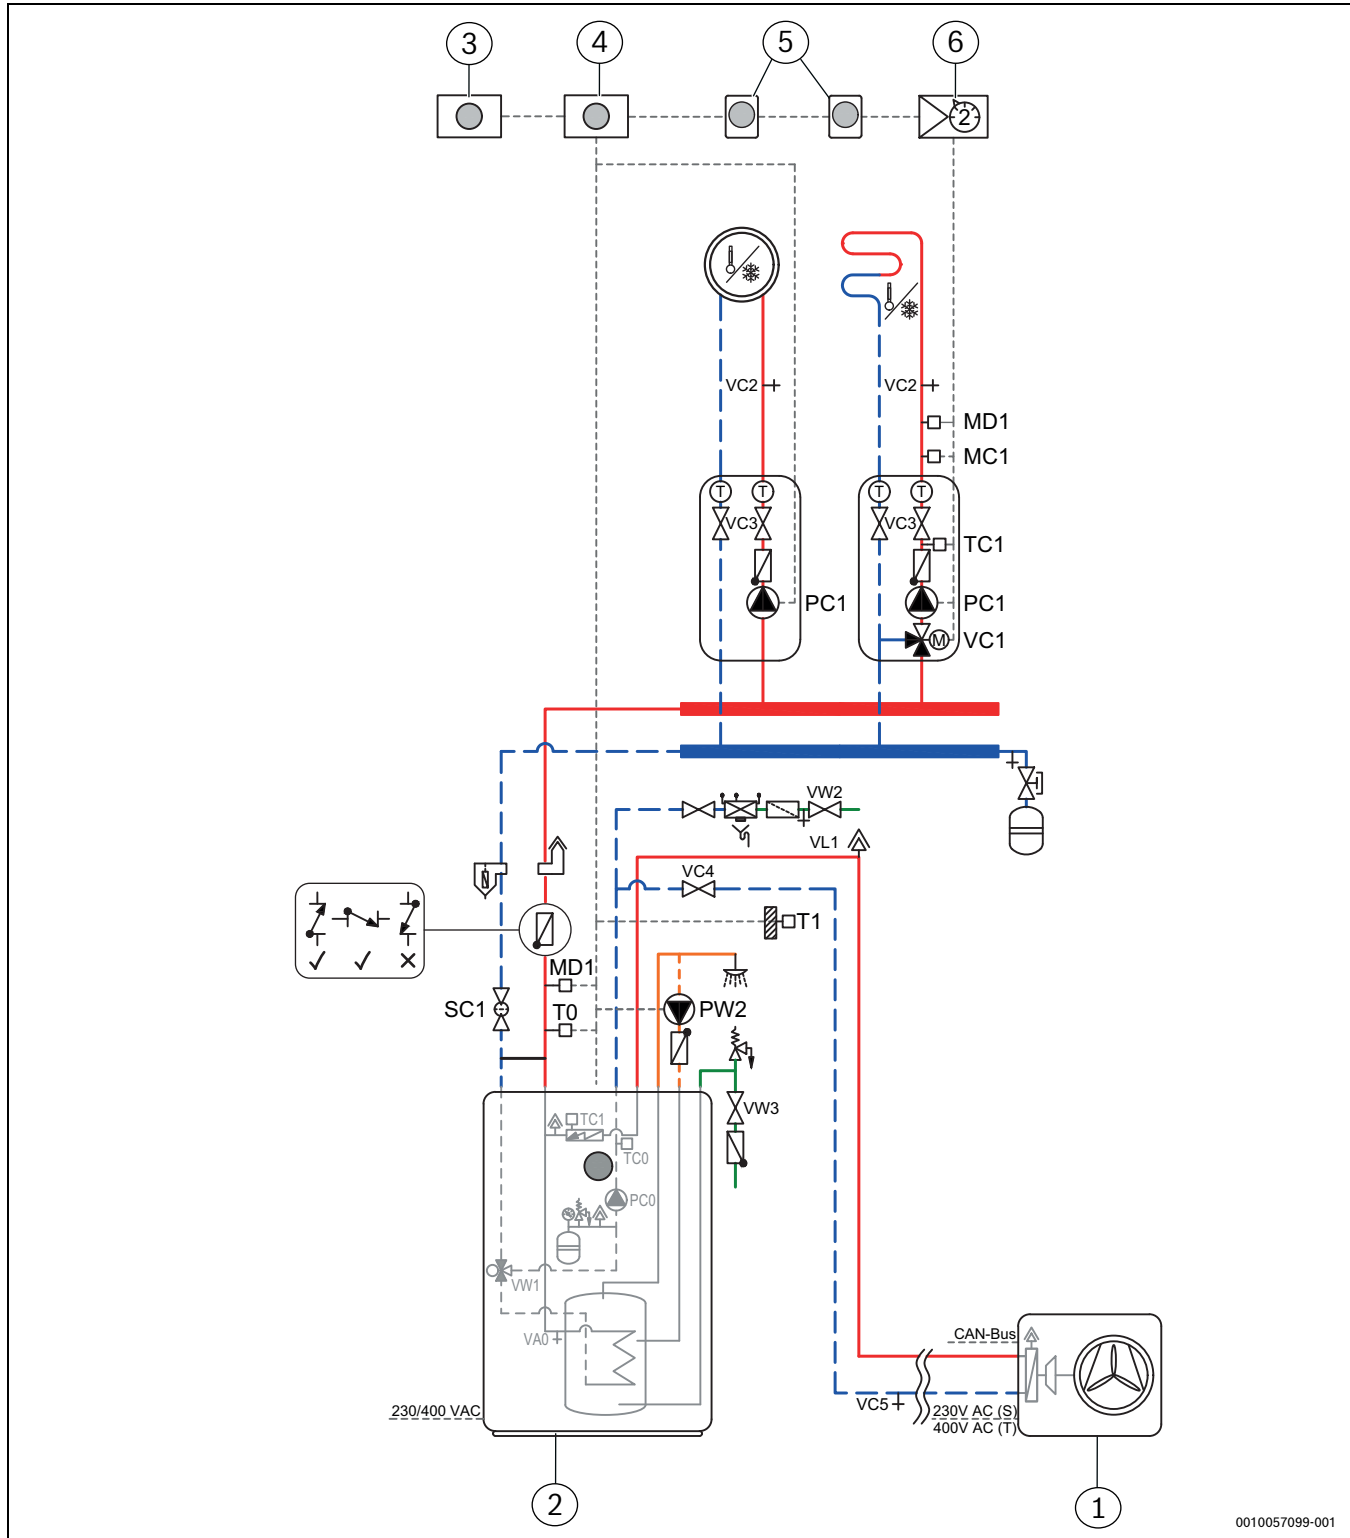 3 4 5 6
2
VC2 VC2
MD1
MC1
T T T T
VC3 VC3
TC1
PC1 PC1
M VC1
VW2
VL1
VC4
T1
MD1
SC1 T0 PW2
VW3
TC1
TC0
PC0
VW1
VA0
CAN-Bus
VC5
230/400 VAC 230V AC (S)
400V AC (T)
2 1
0010057099-001